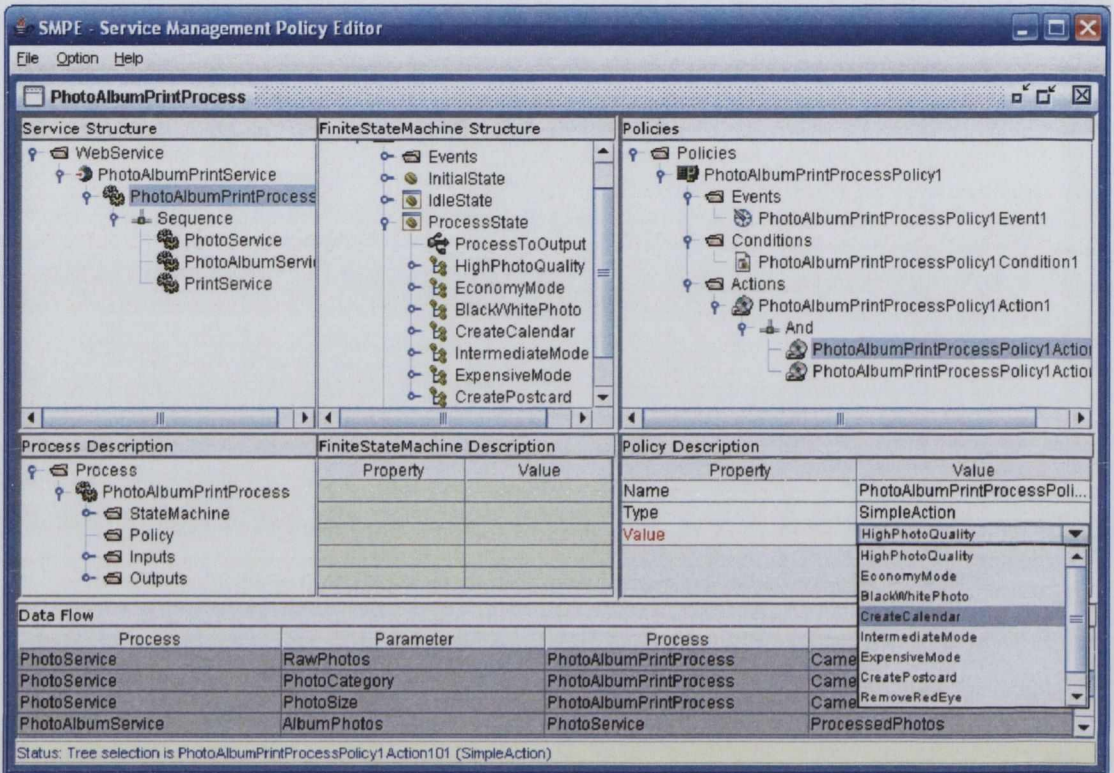 SMPE - Service Management Policy Editor
File Option Help
PhotoAlbumPrintProcess
Service Structure
WebService
PhotoAlbumPrintService
PhotoAlbumPrintProcess
Sequence
PhotoService
PhotoAlbumServi
PrintService
FiniteStateMachine Structure
Events
InitialState
IdleState
ProcessState
ProcessToOutput
HighPhotoQuality
EconomyMode
BlackWhitePhoto
CreateCalendar
IntermediateMode
ExpensiveMode
CreatePostcard
Policies
Policies
PhotoAlbumPrintProcessPolicy1
Events
PhotoAlbumPrintProcessPolicy1Event1
Conditions
PhotoAlbumPrintProcessPolicy1Condition1
Actions
PhotoAlbumPrintProcessPolicy1Action1
And
PhotoAlbumPrintProcessPolicy1Action
PhotoAlbumPrintProcessPolicy1Action
Process Description
Process
PhotoAlbumPrintProcess
StateMachine
Policy
Inputs
Outputs
FiniteStateMachine Description
Property Value
Policy Description
Property Value
Name PhotoAlbumPrintProcessPoli...
Type SimpleAction
Value HighPhotoQuality
HighPhotoQuality
EconomyMode
BlackWhitePhoto
CreateCalendar
IntermediateMode
ExpensiveMode
CreatePostcard
RemoveRedEye
Data Flow
Process Parameter Process
PhotoService RawPhotos PhotoAlbumPrintProcess Came
PhotoService PhotoCategory PhotoAlbumPrintProcess Came
PhotoService PhotoSize PhotoAlbumPrintProcess Came
PhotoAlbumService AlbumPhotos PhotoService ProcessedPhotos
Status: Tree selection is PhotoAlbumPrintProcessPolicy1Action101 (SimpleAction)